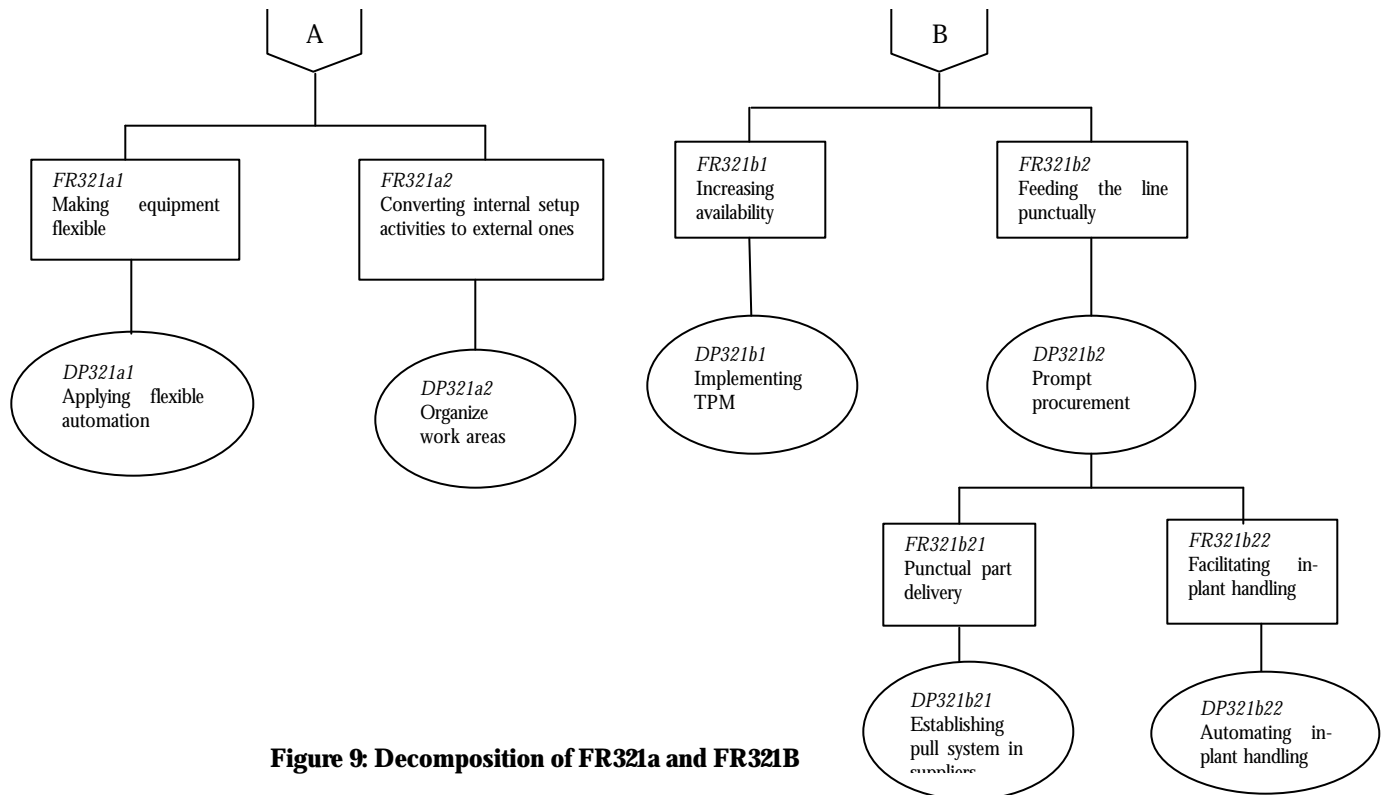 A
B
FR321a1
Making equipment
flexible
FR321a2
Converting internal setup
activities to external ones
FR321b1
Increasing
availability
FR321b2
Feeding the line
punctually
DP321a1
Applying flexible
automation
DP321a2
Organize
work areas
DP321b1
Implementing
TPM
DP321b2
Prompt
procurement
FR321b21
Punctual part
delivery
FR321b22
Facilitating in-
plant handling
DP321b21
Establishing
pull system in
suppliers
DP321b22
Automating in-
plant handling
Figure 9: Decomposition of FR321a and FR321B